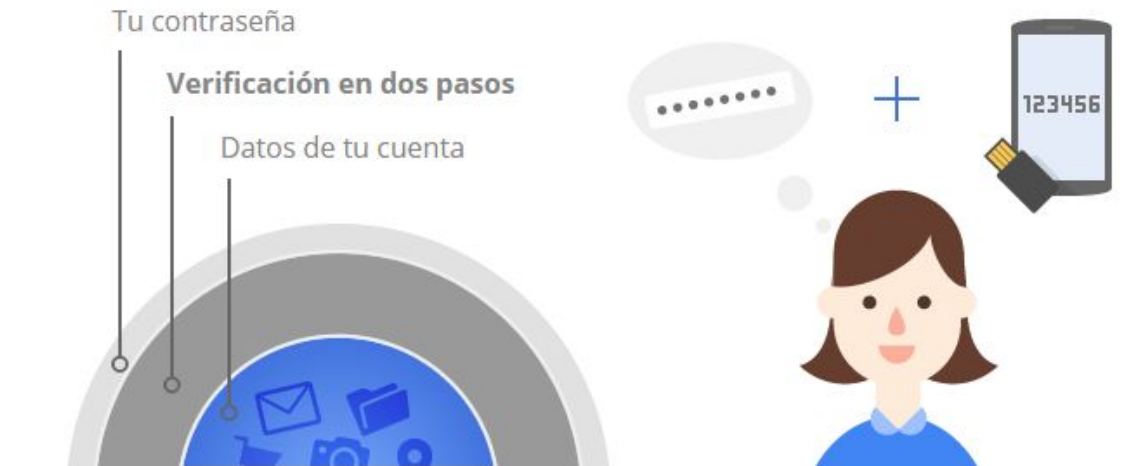 Tu contraseña
Verificación en dos pasos
Datos de tu cuenta
123456